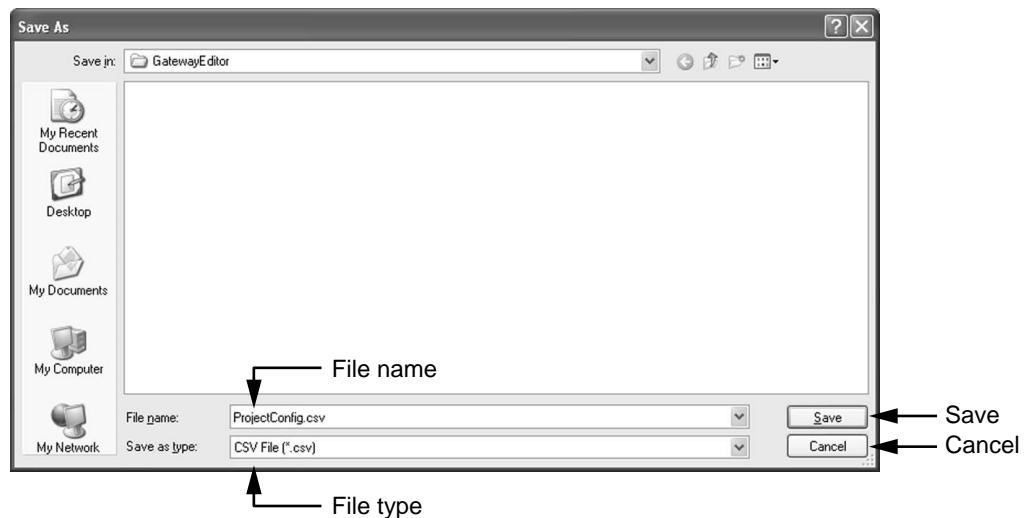 Save As
Save in: GatewayEditor
My Recent
Documents
Desktop
My Documents
My Computer
My Network
File name
File name: ProjectConfig.csv Save Save
Save as type: CSV File (*.csv) Cancel Cancel
File type